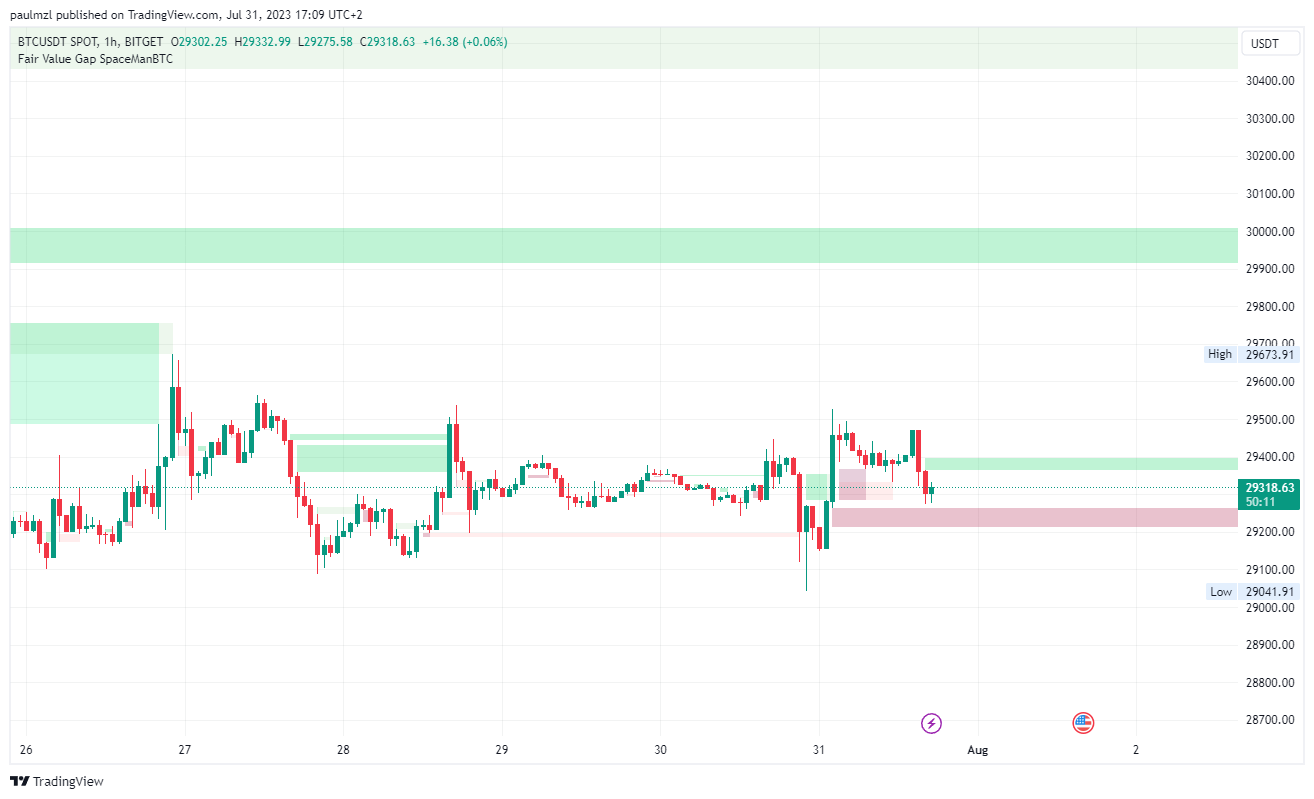 paulmzl published on TradingView.com, Jul 31, 2023 17:09 UTC+2
BTCUSDT SPOT, 1h, BITGET O29302.25 H29332.99 L29275.58 C29318.63 +16.38 (+0.06%)
Fair Value Gap SpaceManBTC
USDT
30400.00
30300.00
30200.00
30100.00
30000.00
29900.00
29800.00
29700.00
High 29673.91
29600.00
29500.00
29400.00
29318.63
50:11
29200.00
29100.00
Low 29041.91
29000.00
28900.00
28800.00
28700.00
26 27 28 29 30 31 Aug 2
TradingView